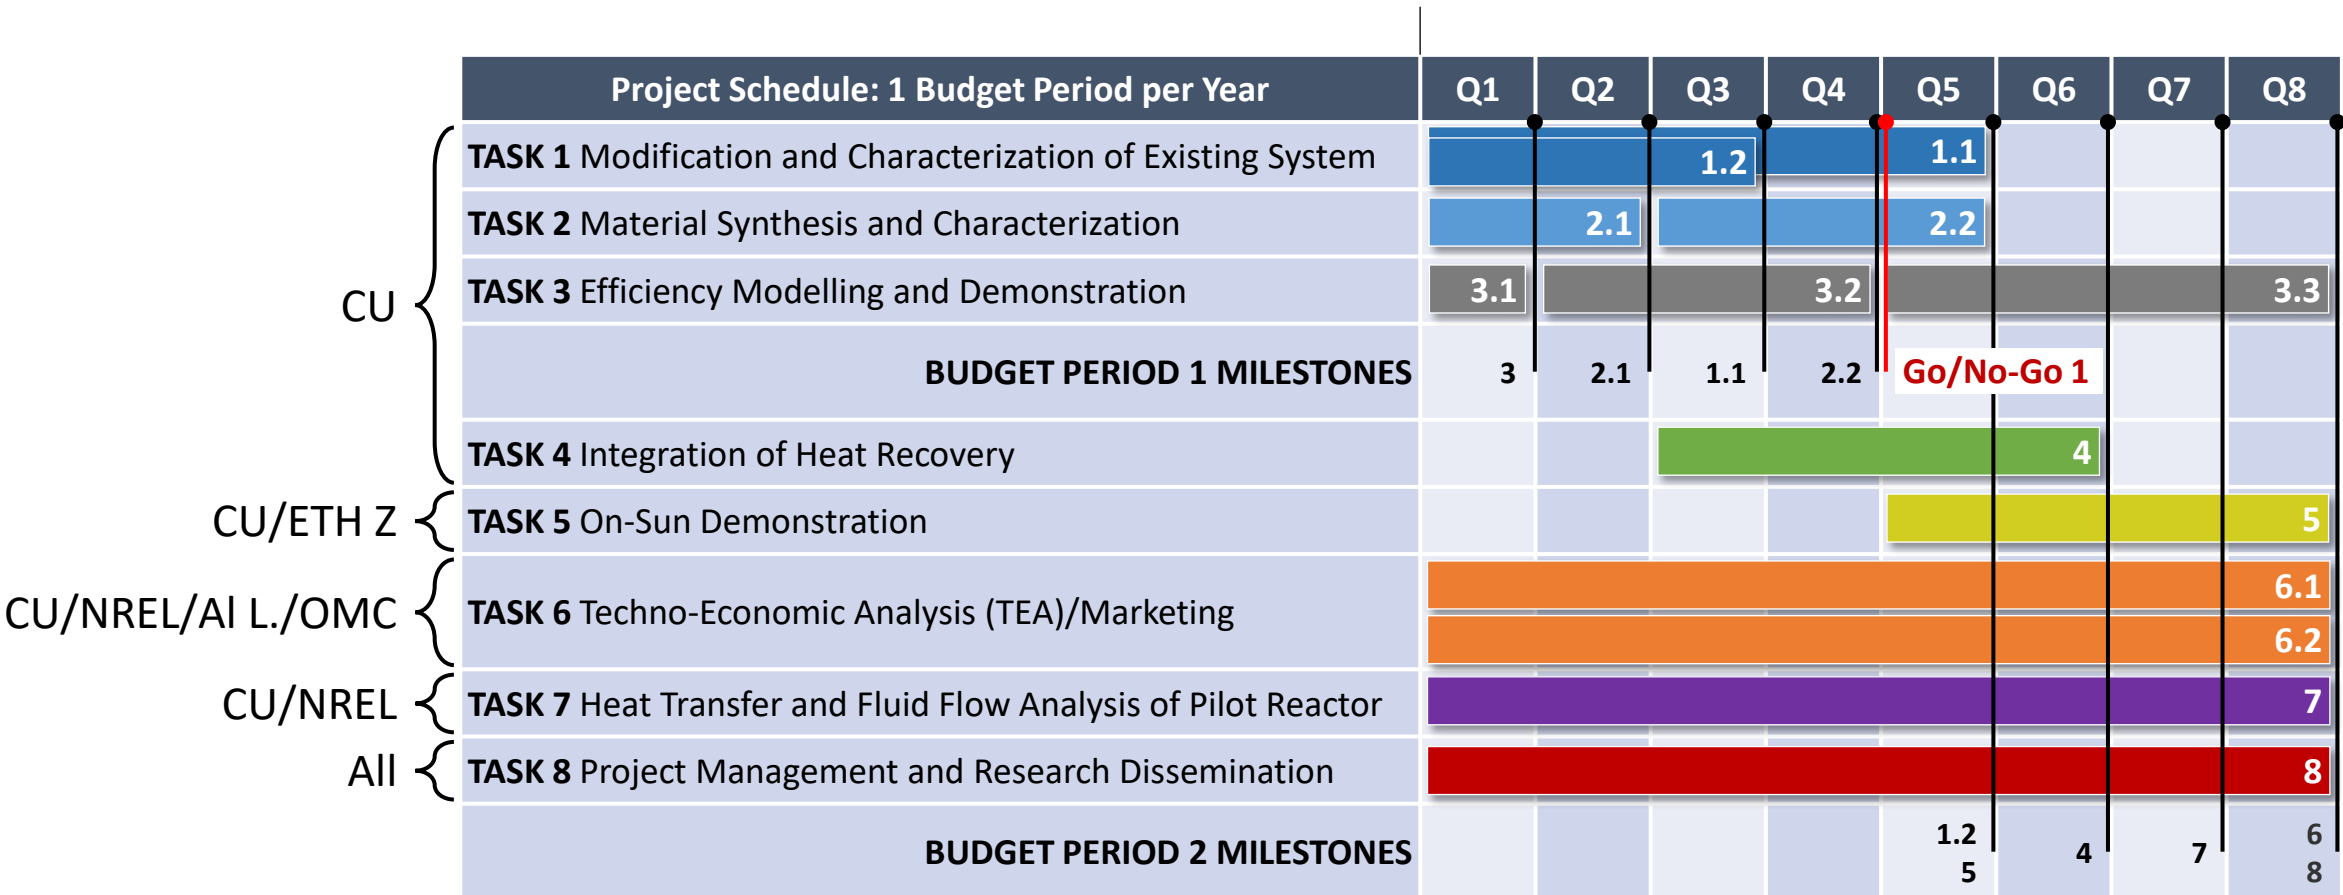 Project Schedule: 1 Budget Period per Year Q1 Q2 Q3 Q4 Q5 Q6 Q7 Q8
CU
TASK 1 Modification and Characterization of Existing System 1.2 1.1
TASK 2 Material Synthesis and Characterization 2.1 2.2
TASK 3 Efficiency Modelling and Demonstration 3.1 3.2 3.3
BUDGET PERIOD 1 MILESTONES 3 2.1 1.1 2.2 Go/No-Go 1
TASK 4 Integration of Heat Recovery 4
CU/ETH Z TASK 5 On-Sun Demonstration 5
CU/NREL/Al L./OMC TASK 6 Techno-Economic Analysis (TEA)/Marketing
6.1
6.2
CU/NREL TASK 7 Heat Transfer and Fluid Flow Analysis of Pilot Reactor 7
All TASK 8 Project Management and Research Dissemination 8
BUDGET PERIOD 2 MILESTONES 1.2 4 7 6
5 8